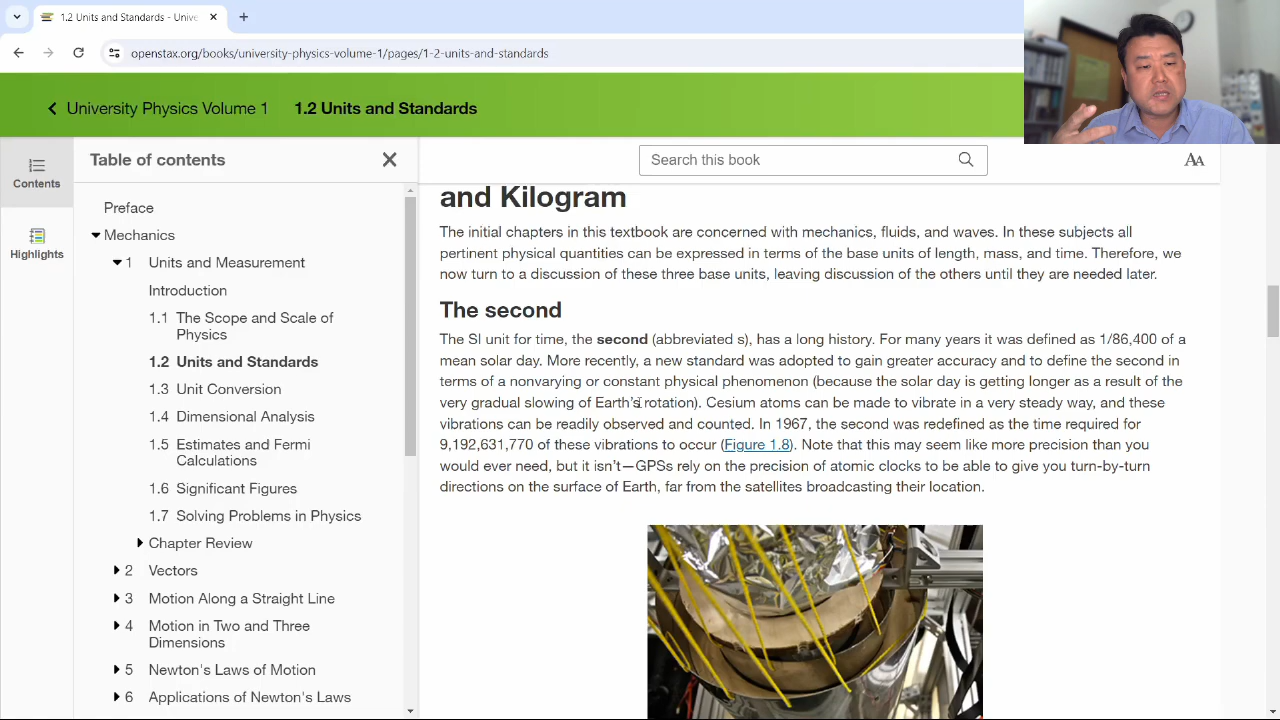 1.2 Units and Standards - Unive
openstax.org/books/university-physics-volume-1/pages/1-2-units-and-standards
University Physics Volume 1 1.2 Units and Standards
Contents
Highlights
Table of contents
Preface
Mechanics
1 Units and Measurement
Introduction
1.1 The Scope and Scale of
Physics
1.2 Units and Standards
1.3 Unit Conversion
1.4 Dimensional Analysis
1.5 Estimates and Fermi
Calculations
1.6 Significant Figures
1.7 Solving Problems in Physics
Chapter Review
2 Vectors
3 Motion Along a Straight Line
4 Motion in Two and Three
Dimensions
5 Newton's Laws of Motion
6 Applications of Newton's Laws
Search this book
AA
and Kilogram
The initial chapters in this textbook are concerned with mechanics, fluids, and waves. In these subjects all
pertinent physical quantities can be expressed in terms of the base units of length, mass, and time. Therefore, we
now turn to a discussion of these three base units, leaving discussion of the others until they are needed later.
The second
The SI unit for time, the second (abbreviated s), has a long history. For many years it was defined as 1/86,400 of a
mean solar day. More recently, a new standard was adopted to gain greater accuracy and to define the second in
terms of a nonvarying or constant physical phenomenon (because the solar day is getting longer as a result of the
very gradual slowing of Earth's rotation). Cesium atoms can be made to vibrate in a very steady way, and these
vibrations can be readily observed and counted. In 1967, the second was redefined as the time required for
9,192,631,770 of these vibrations to occur (Figure 1.8). Note that this may seem like more precision than you
would ever need, but it isn't—GPSs rely on the precision of atomic clocks to be able to give you turn-by-turn
directions on the surface of Earth, far from the satellites broadcasting their location.